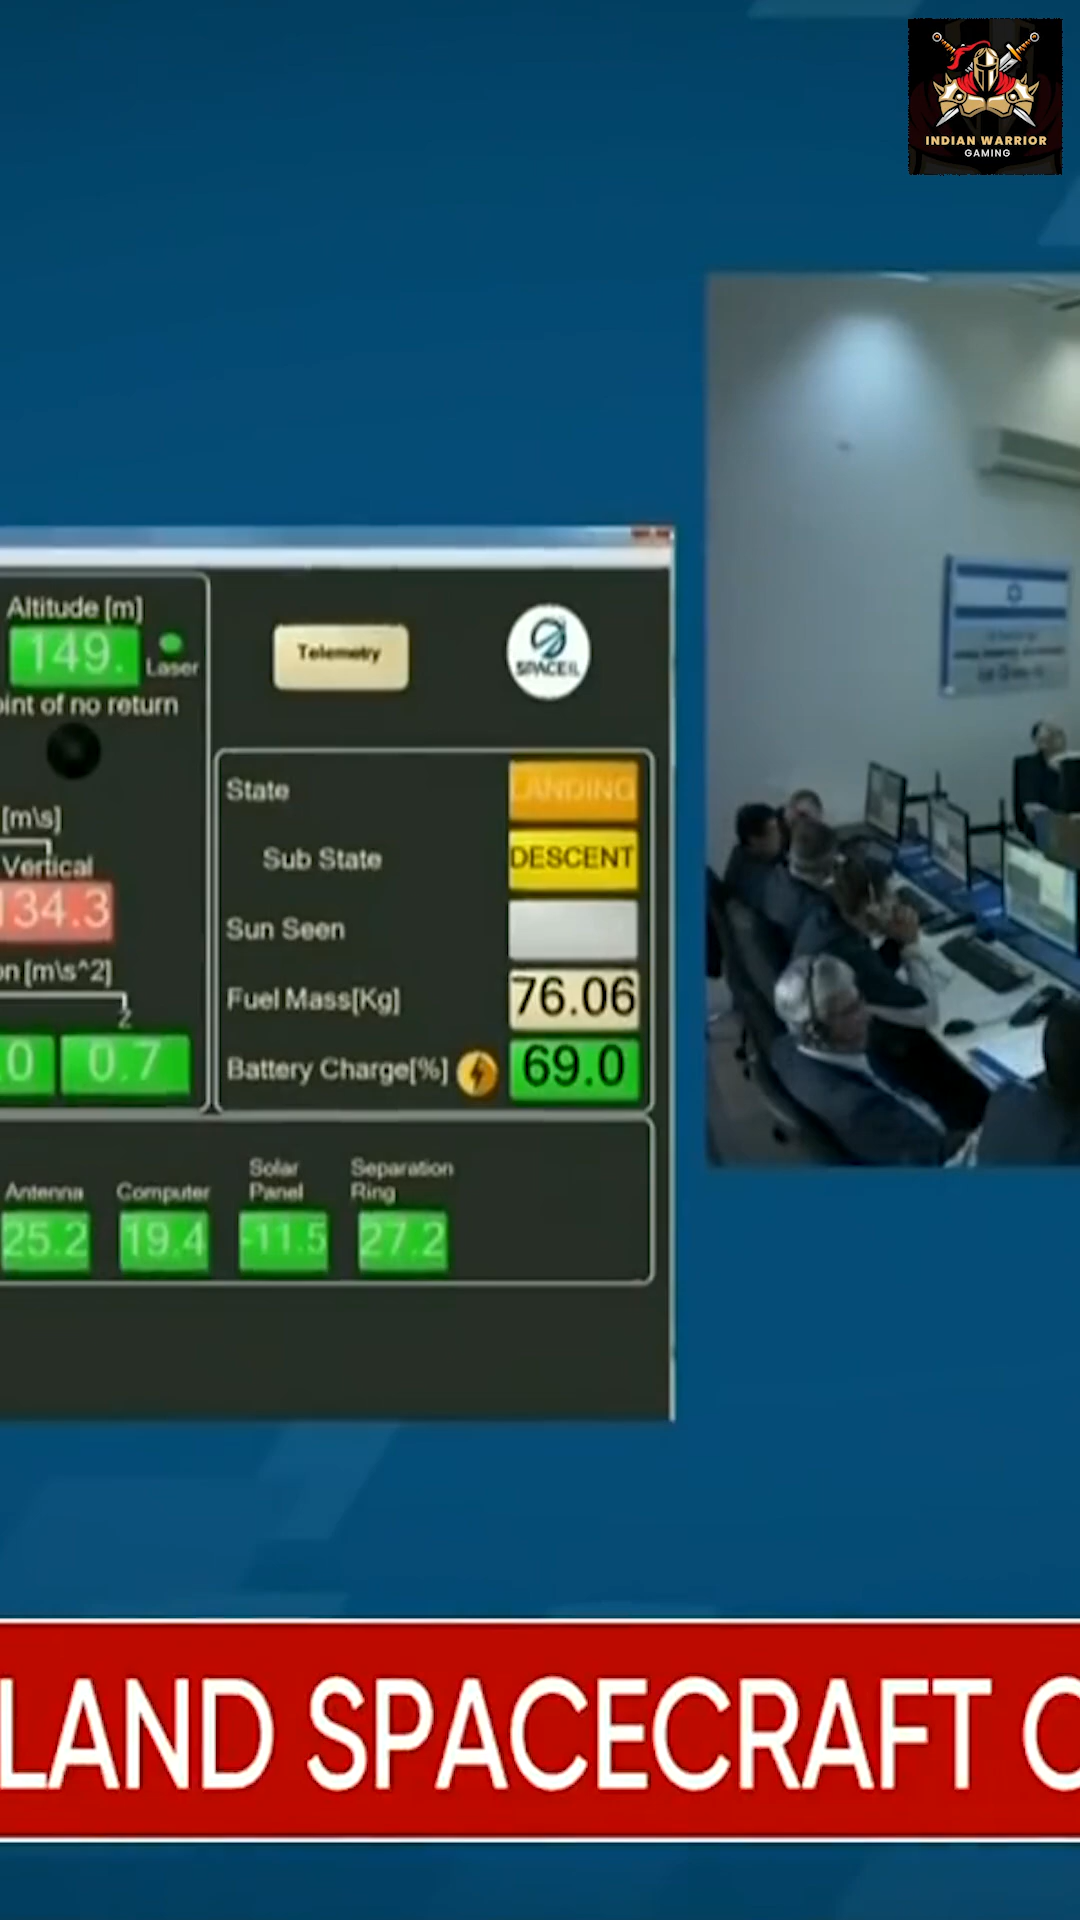 INDIAN WARRIOR
GAMING
Altitude [m]
149.
Laser
oint of no return
[m\s]
Vertical
134.3
on [m\s^2]
z
.0
0.7
Telemetry
SPACEIL
State
LANDING
Sub State
DESCENT
Sun Seen
Fuel Mass[Kg]
76.06
Battery Charge[%]
69.0
Antenna
25.2
Computer
19.4
Solar
Panel
-11.5
Separation
Ring
27.2
LAND SPACECRAFT O